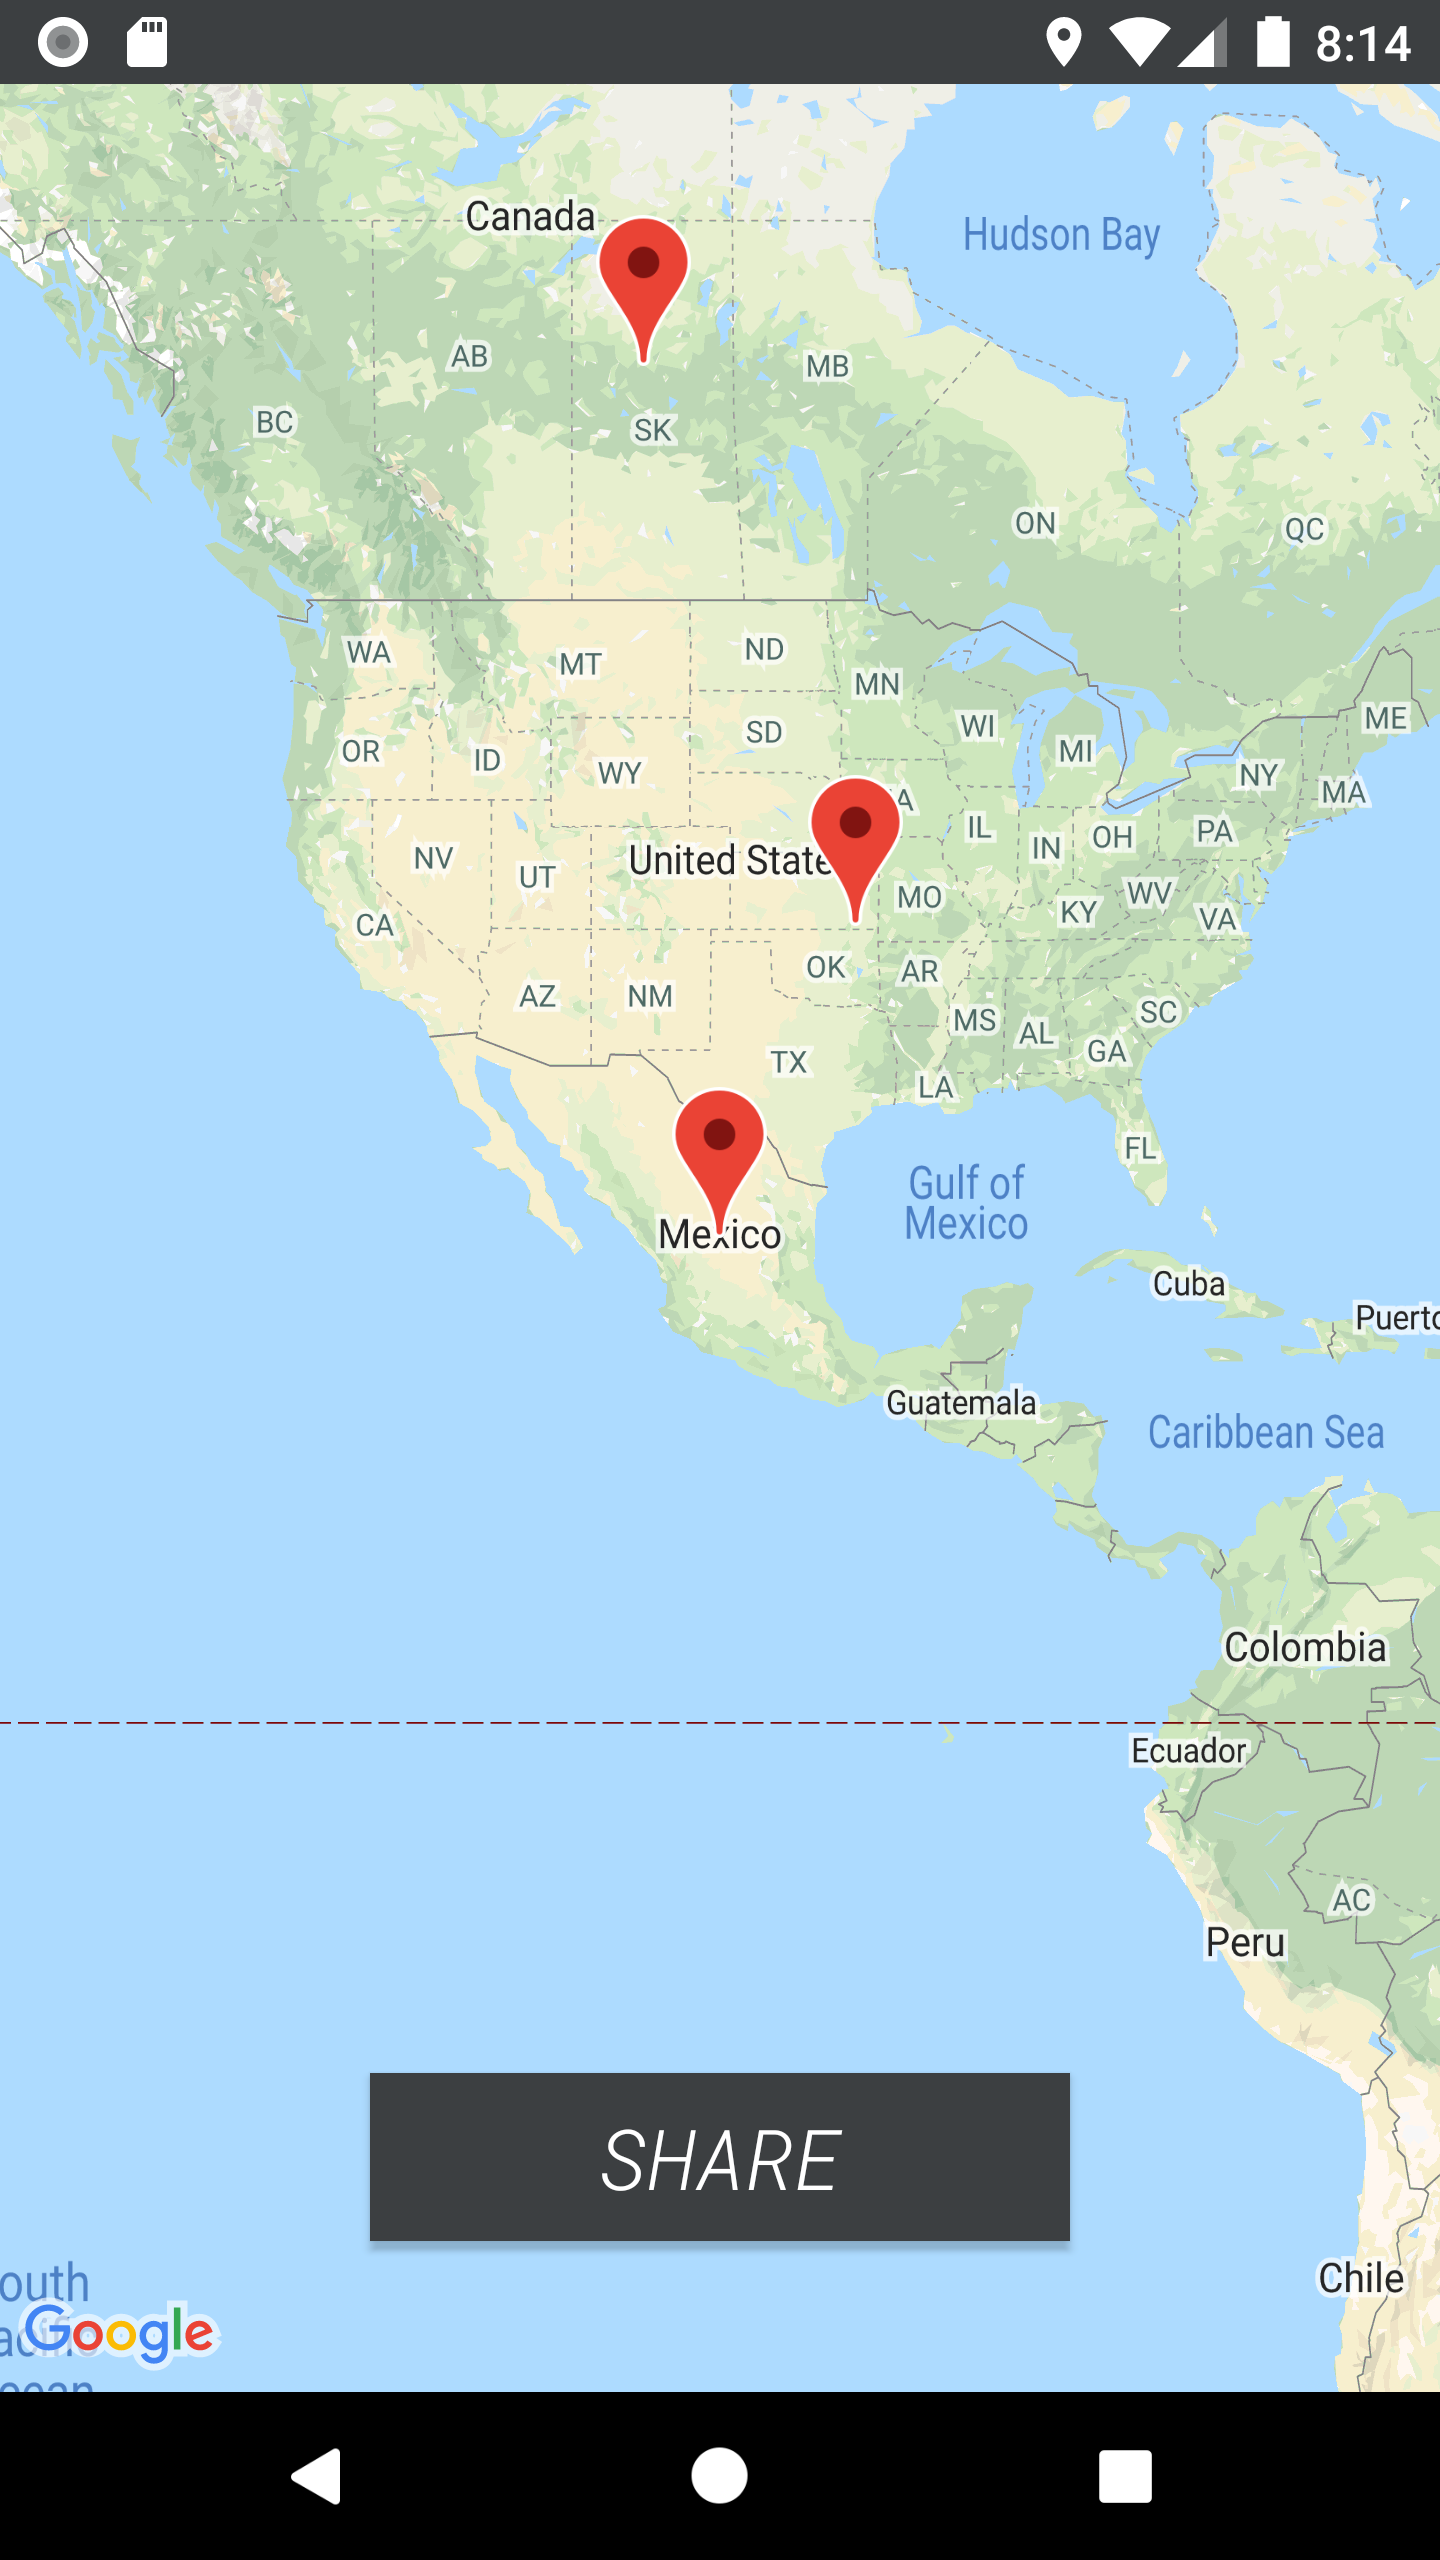 8:14
Canada
Hudson Bay
AB
MB
BC
SK
ON
QC
WA
MT
ND
MN
ME
OR
ID
WY
SD
WI
MI
NY
MA
NV
UT
United State
A
IL
IN
OH
PA
CA
MO
KY
WV
VA
AZ
NM
OK
AR
MS
AL
SC
GA
TX
LA
FL
Gulf of
Mexico
Mexico
Cuba
Puerto
Guatemala
Caribbean Sea
Colombia
Ecuador
AC
Peru
SHARE
outh
Chile
Google